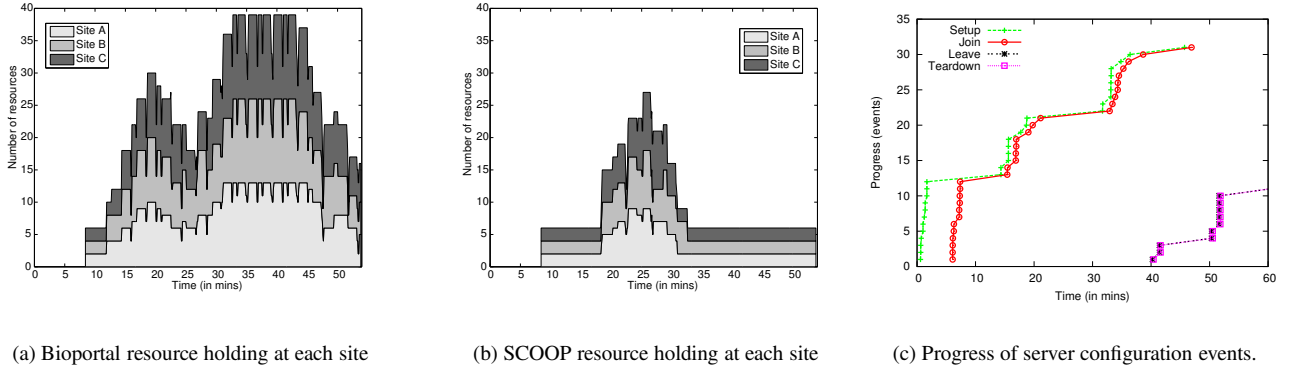 40
35
30
25
20
15
10
5
0
Number of resources
Site A
Site B
Site C
0 5 10 15 20 25 30 35 40 45 50
Time (in mins)
(a) Bioportal resource holding at each site
40
35
30
25
20
15
10
5
0
Number of resources
Site A
Site B
Site C
0 5 10 15 20 25 30 35 40 45 50
Time (in mins)
(b) SCOOP resource holding at each site
35
30
25
20
15
10
5
0
Progress (events)
Setup
Join
Leave
Teardown
0 10 20 30 40 50 60
Time (in mins)
(c) Progress of server configuration events.